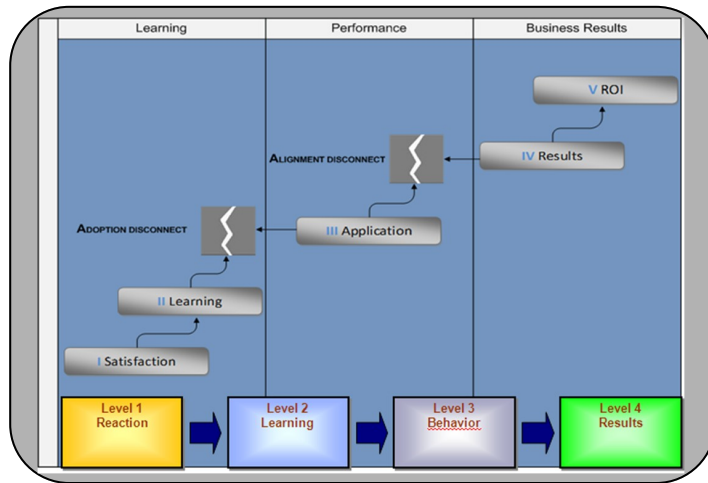 Learning
Performance
Business Results
V ROI
ALIGNMENT DISCONNECT
IV Results
ADOPTION DISCONNECT
III Application
II Learning
I Satisfaction
Level 1
Reaction
Level 2
Learning
Level 3
Behavior
Level 4
Results